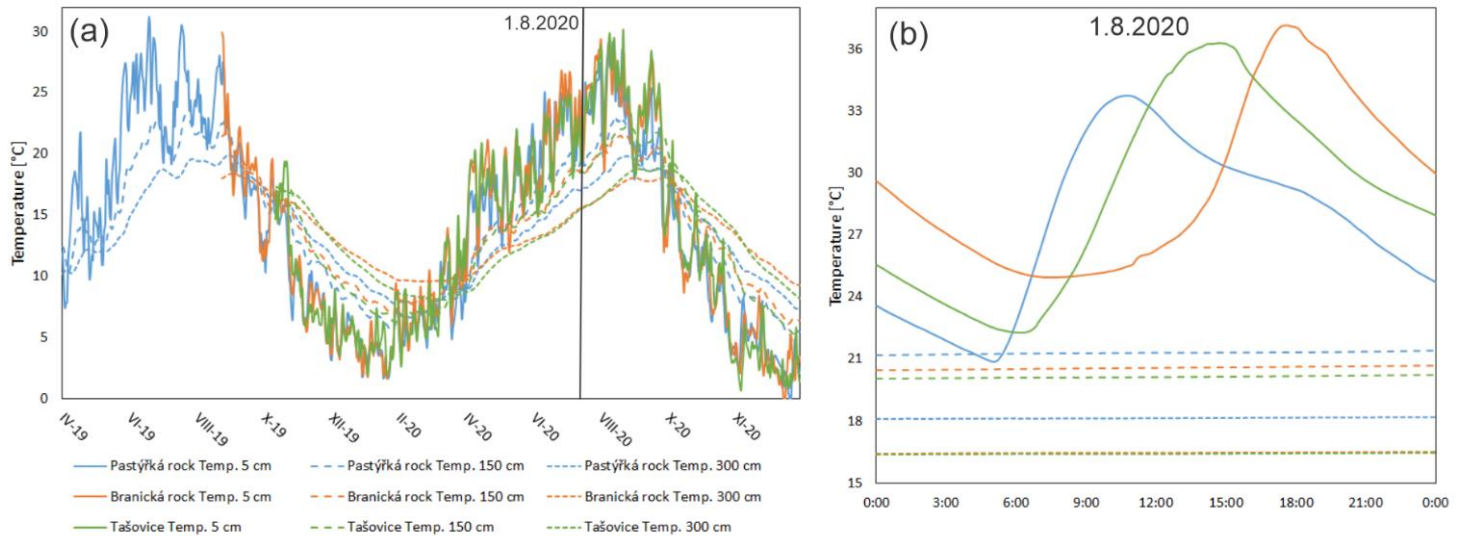 (a)
1.8.2020
Temperature [°C]
30
25
20
15
10
5
0
IV-19
VI-19
VIII-19
X-19
XII-19
II-20
IV-20
VI-20
VIII-20
X-20
XI-20
(b)
1.8.2020
Temperature [°C]
36
33
30
27
24
21
18
15
0:00 3:00 6:00 9:00 12:00 15:00 18:00 21:00 0:00
Pastýřká rock Temp. 5 cm Pastýřká rock Temp. 150 cm Pastýřká rock Temp. 300 cm
Branická rock Temp. 5 cm Branická rock Temp. 150 cm Branická rock Temp. 300 cm
Tašovice Temp. 5 cm Tašovice Temp. 150 cm Tašovice Temp. 300 cm